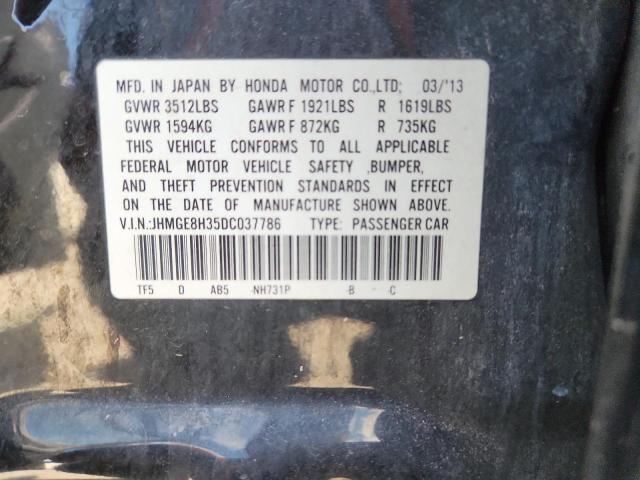 MFD. IN JAPAN BY HONDA MOTOR CO.,LTD; 03/'13
GVWR 3512LBS GAWR F 1921LBS R 1619LBS
GVWR 1594KG GAWR F 872KG R 735KG
THIS VEHICLE CONFORMS TO ALL APPLICABLE
FEDERAL MOTOR VEHICLE SAFETY ,BUMPER,
AND THEFT PREVENTION STANDARDS IN EFFECT
ON THE DATE OF MANUFACTURE SHOWN ABOVE.
V.I.N.:JHMGE8H35DC037786 TYPE: PASSENGER CAR
TF5 D AB5 -NH731P -B -C